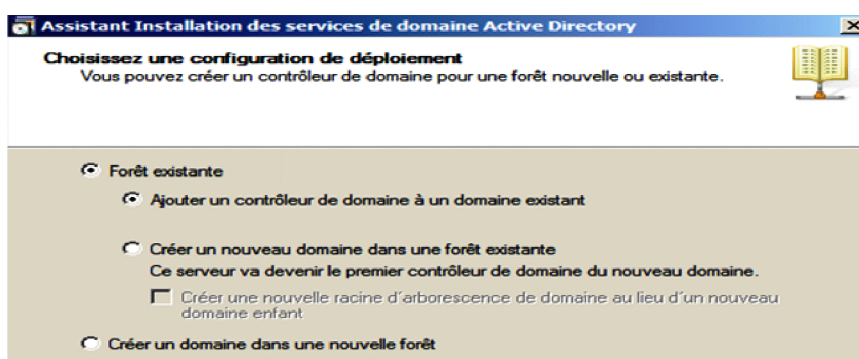 Assistant Installation des services de domaine Active Directory
Choisissez une configuration de déploiement
Vous pouvez créer un contrôleur de domaine pour une forêt nouvelle ou existante.
Forêt existante
Ajouter un contrôleur de domaine à un domaine existant
Créer un nouveau domaine dans une forêt existante
Ce serveur va devenir le premier contrôleur de domaine du nouveau domaine.
Créer une nouvelle racine d'arborescence de domaine au lieu d'un nouveau
domaine enfant
Créer un domaine dans une nouvelle forêt